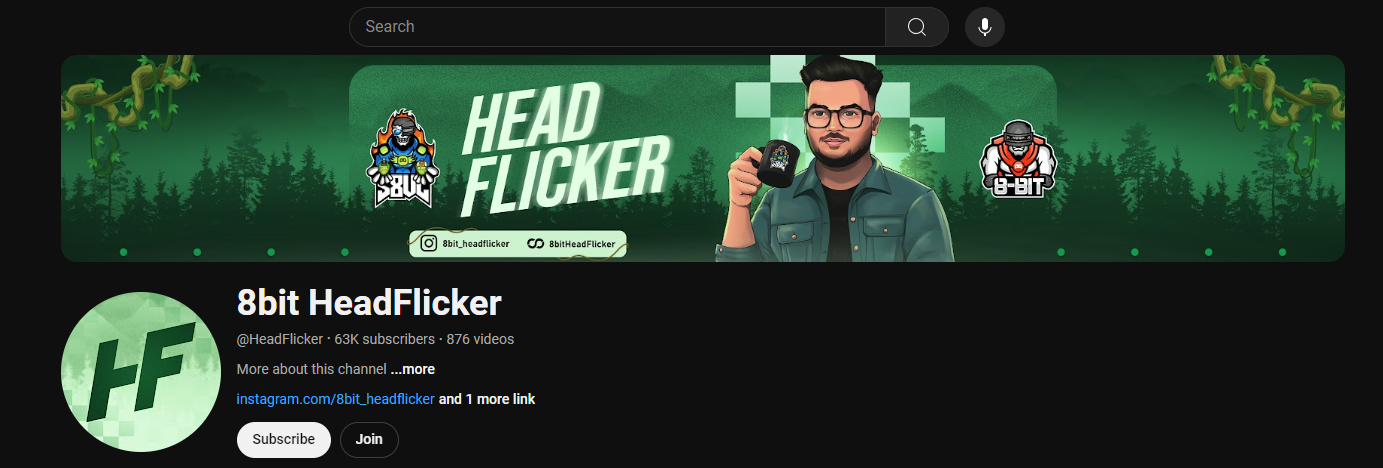 Search
HEAD
FLICKER
S8UL
8-BIT
8bit_headflicker 8bitHeadFlicker
HF
8bit HeadFlicker
@HeadFlicker · 63K subscribers · 876 videos
More about this channel ...more
instagram.com/8bit_headflicker and 1 more link
Subscribe Join